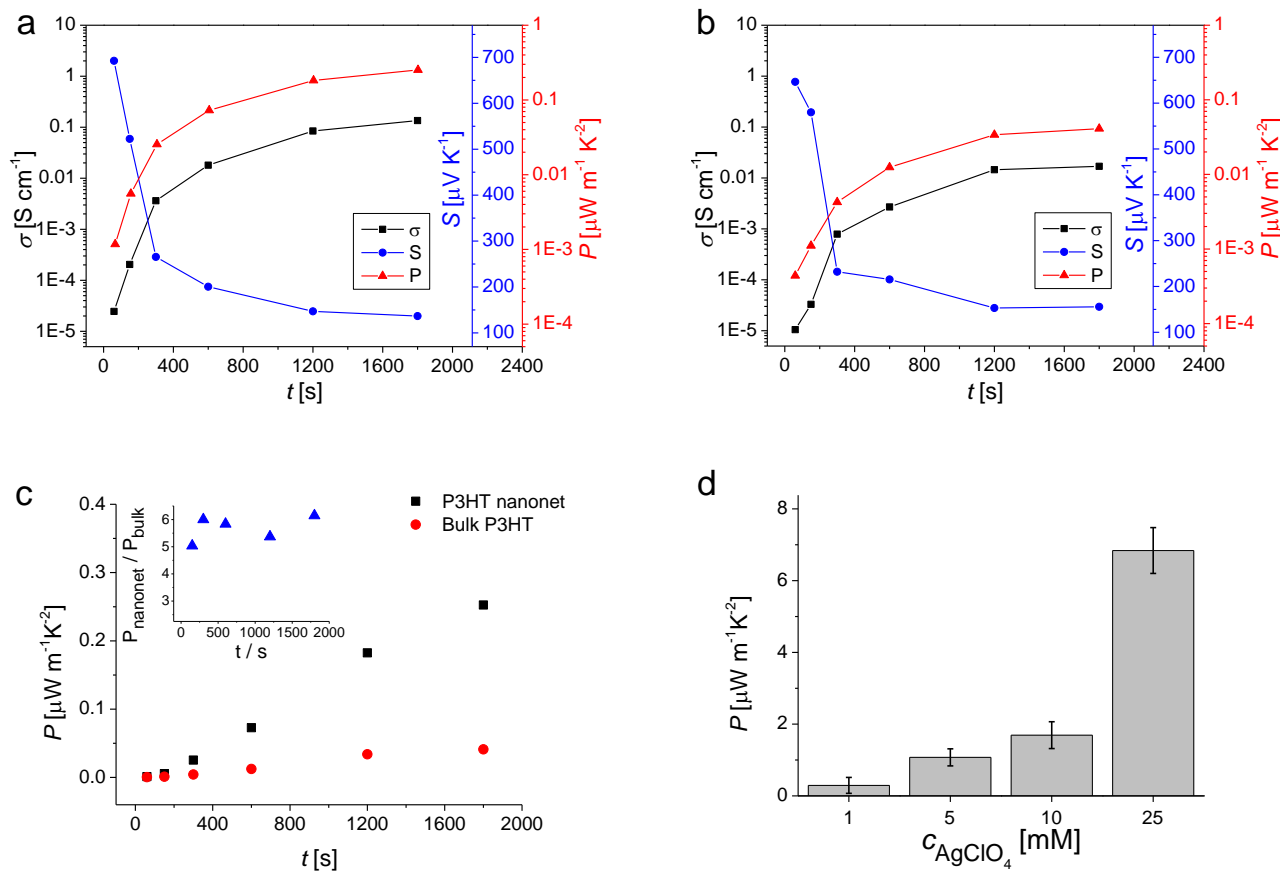 a
10
1
0.1
0.01
1E-3
1E-4
1E-5
σ [S cm⁻¹]
0 400 800 1200 1600 2000 2400
t [s]
700
600
500
400
300
200
100
S [μV K⁻¹]
1
0.1
0.01
1E-3
1E-4
P [μW m⁻¹ K⁻²]
σ
S
P
b
10
1
0.1
0.01
1E-3
1E-4
1E-5
σ [S cm⁻¹]
0 400 800 1200 1600 2000 2400
t [s]
700
600
500
400
300
200
100
S [μV K⁻¹]
1
0.1
0.01
1E-3
1E-4
P [μW m⁻¹ K⁻²]
σ
S
P
c
0.4
0.3
0.2
0.1
0.0
P [μW m⁻¹K⁻²]
0 400 800 1200 1600 2000
t [s]
P3HT nanonet
Bulk P3HT
6
5
4
3
P_nanonet / P_bulk
0 500 1000 1500 2000
t / s
d
8
6
4
2
0
P [μW m⁻¹K⁻²]
1 5 10 25
c_AgClO₄ [mM]